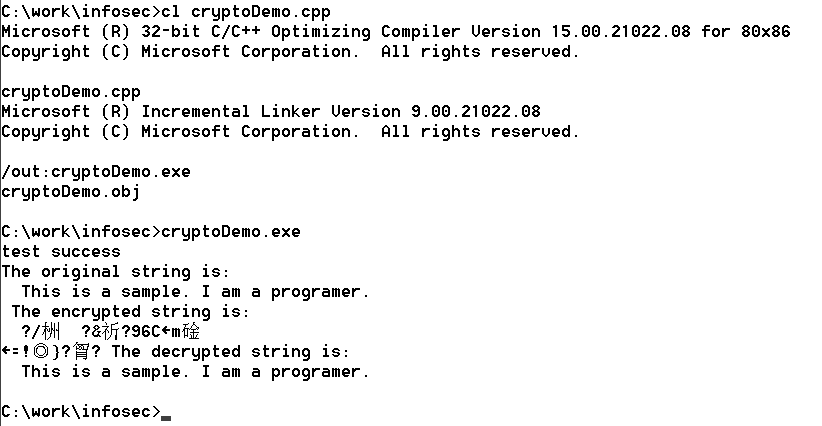 C:\work\infosec>cl cryptoDemo.cpp
Microsoft (R) 32-bit C/C++ Optimizing Compiler Version 15.00.21022.08 for 80x86
Copyright (C) Microsoft Corporation.  All rights reserved.

cryptoDemo.cpp
Microsoft (R) Incremental Linker Version 9.00.21022.08
Copyright (C) Microsoft Corporation.  All rights reserved.

/out:cryptoDemo.exe
cryptoDemo.obj

C:\work\infosec>cryptoDemo.exe
test success
The original string is:
  This is a sample. I am a programer.
 The encrypted string is:
  ?/栦  ?&祈?96C←m碒
←=!◎}?胷? The decrypted string is:
  This is a sample. I am a programer.

C:\work\infosec>_